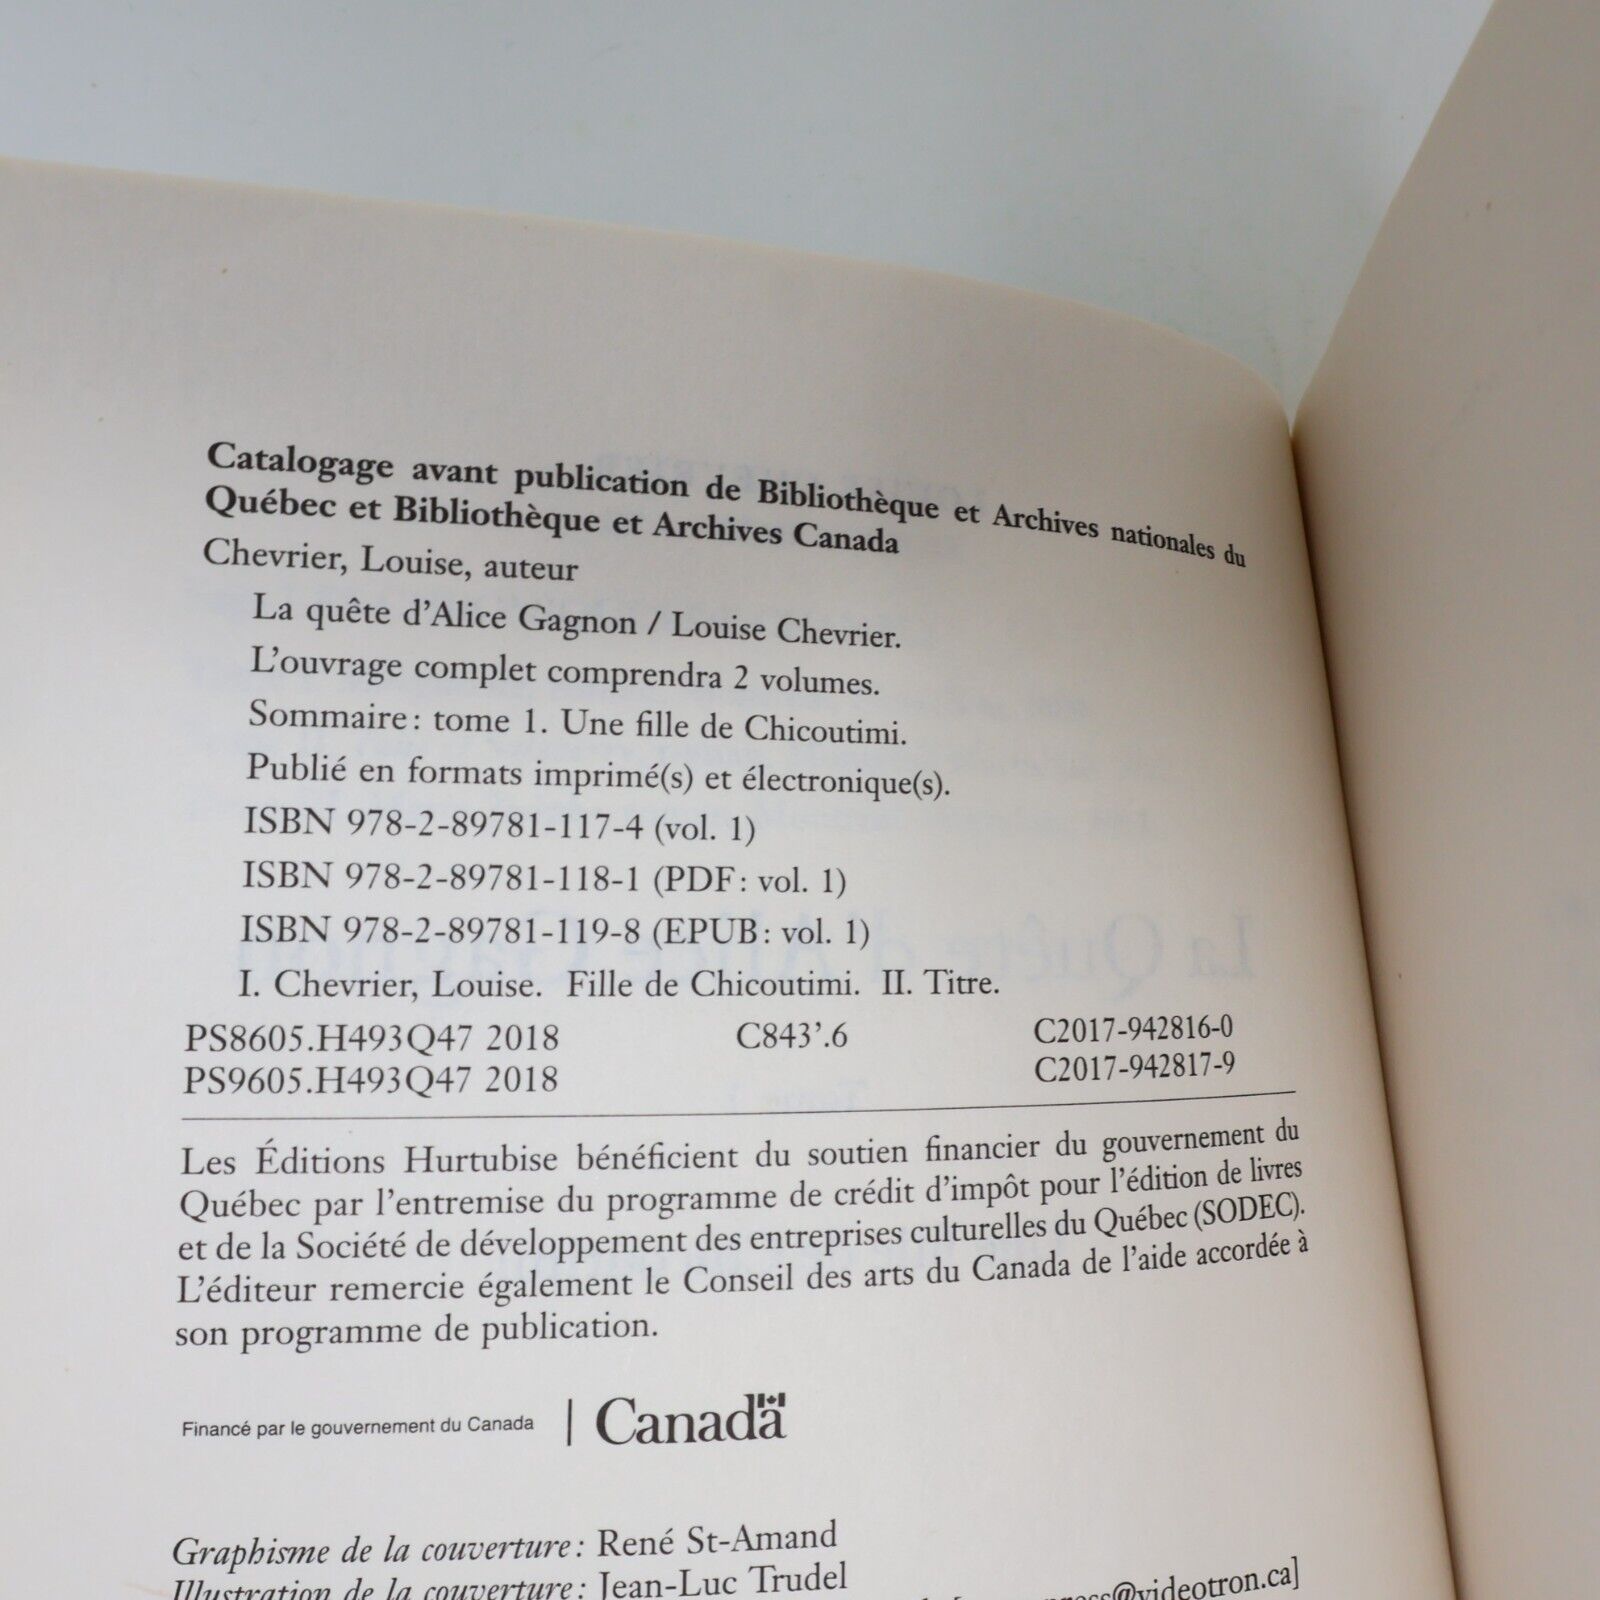 Catalogage avant publication de Bibliothèque et Archives nationales du
Québec et Bibliothèque et Archives Canada
Chevrier, Louise, auteur
La quête d'Alice Gagnon / Louise Chevrier.
L'ouvrage complet comprendra 2 volumes.
Sommaire : tome 1. Une fille de Chicoutimi.
Publié en formats imprimé(s) et électronique(s).
ISBN 978-2-89781-117-4 (vol. 1)
ISBN 978-2-89781-118-1 (PDF : vol. 1)
ISBN 978-2-89781-119-8 (EPUB : vol. 1)
I. Chevrier, Louise. Fille de Chicoutimi. II. Titre.
PS8605.H493Q47 2018 C843'.6 C2017-942816-0
PS9605.H493Q47 2018 C2017-942817-9
Les Éditions Hurtubise bénéficient du soutien financier du gouvernement du
Québec par l'entremise du programme de crédit d'impôt pour l'édition de livres
et de la Société de développement des entreprises culturelles du Québec (SODEC).
L'éditeur remercie également le Conseil des arts du Canada de l'aide accordée à
son programme de publication.
Financé par le gouvernement du Canada | Canada
Graphisme de la couverture : René St-Amand
Illustration de la couverture : Jean-Luc Trudel
@videotron.ca]